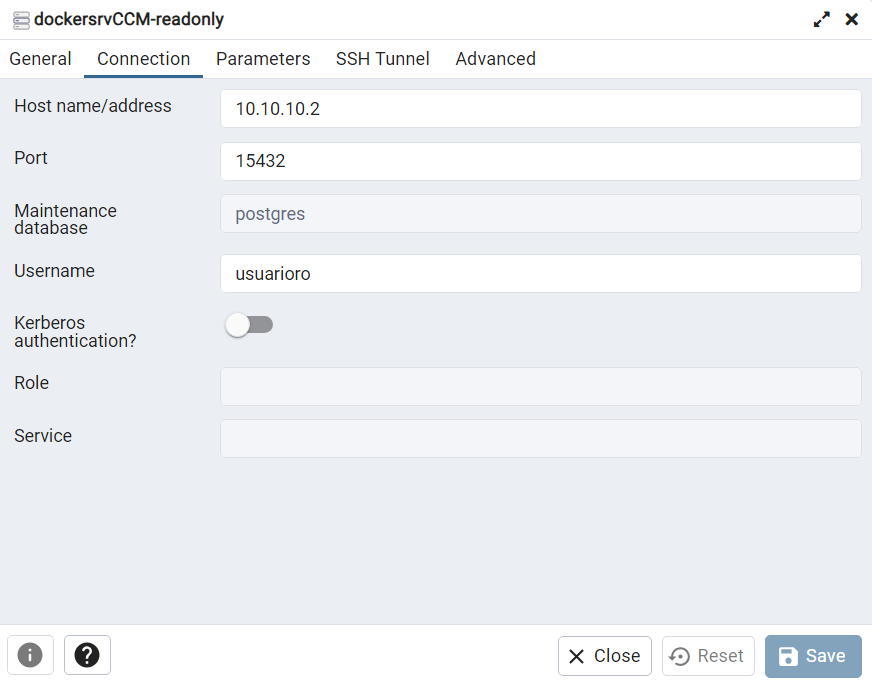 dockersrvCCM-readonly
General Connection Parameters SSH Tunnel Advanced
Host name/address 10.10.10.2
Port 15432
Maintenance
database postgres
Username usuarioro
Kerberos
authentication?
Role
Service
Close Reset Save